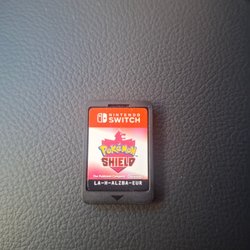 NINTENDO
SWITCH
Pokémon
SHIELD
LA-H-ALZBA-EUR